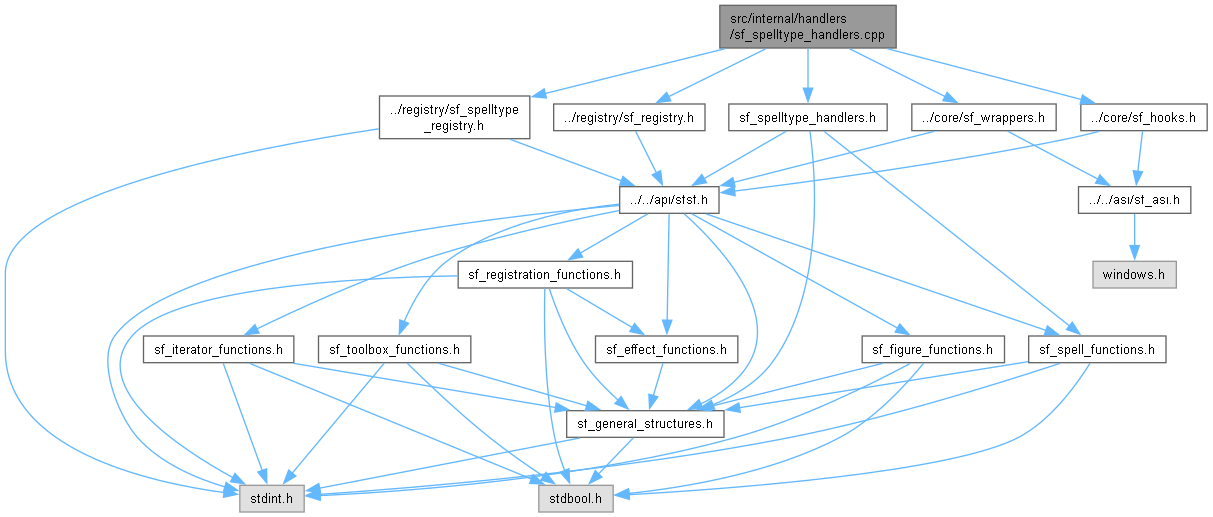 src/internal/handlers
/sf_spelltype_handlers.cpp
../registry/sf_spelltype
_registry.h
../registry/sf_registry.h
sf_spelltype_handlers.h
../core/sf_wrappers.h
../core/sf_hooks.h
../../api/sfsf.h
../../asi/sf_asi.h
sf_registration_functions.h
windows.h
sf_iterator_functions.h
sf_toolbox_functions.h
sf_effect_functions.h
sf_figure_functions.h
sf_spell_functions.h
sf_general_structures.h
stdint.h
stdbool.h